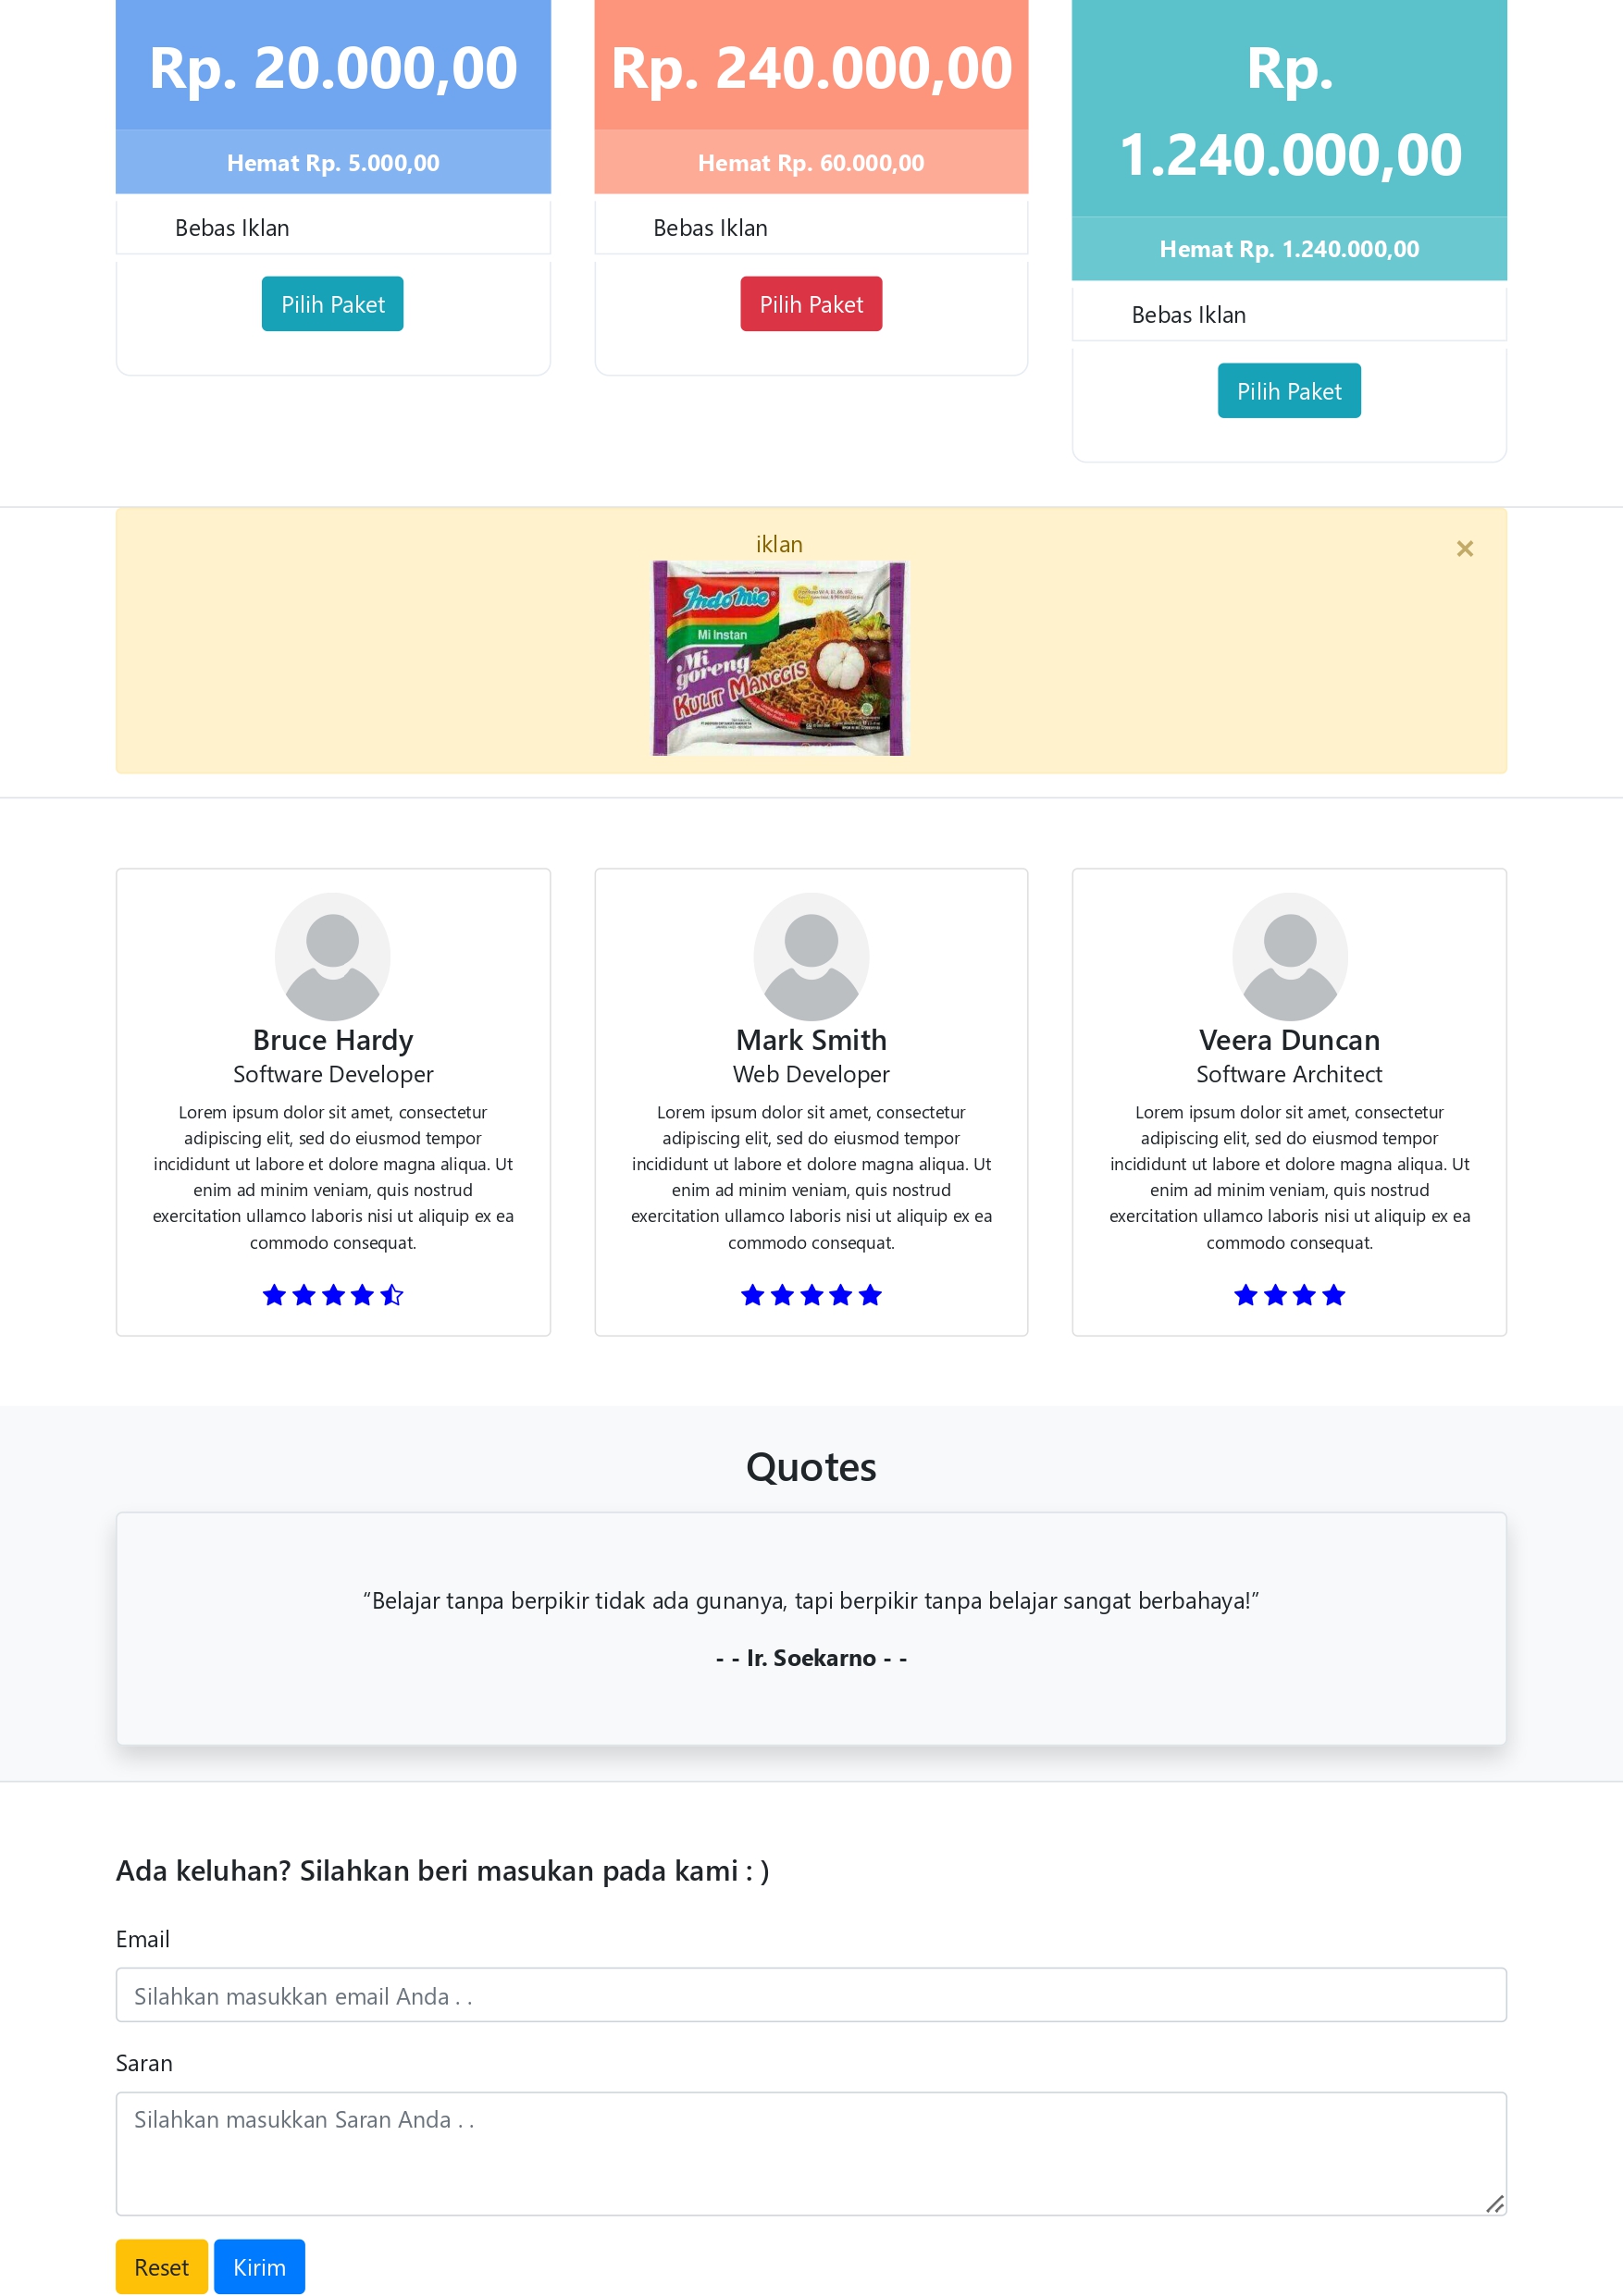 Rp. 20.000,00
Hemat Rp. 5.000,00
Bebas Iklan
Pilih Paket
Rp. 240.000,00
Hemat Rp. 60.000,00
Bebas Iklan
Pilih Paket
Rp.
1.240.000,00
Hemat Rp. 1.240.000,00
Bebas Iklan
Pilih Paket
iklan
×
Indomie
Mi Instan
Mi
goreng
KULIT MANGGIS
Bruce Hardy
Software Developer
Lorem ipsum dolor sit amet, consectetur
adipiscing elit, sed do eiusmod tempor
incididunt ut labore et dolore magna aliqua. Ut
enim ad minim veniam, quis nostrud
exercitation ullamco laboris nisi ut aliquip ex ea
commodo consequat.
Mark Smith
Web Developer
Lorem ipsum dolor sit amet, consectetur
adipiscing elit, sed do eiusmod tempor
incididunt ut labore et dolore magna aliqua. Ut
enim ad minim veniam, quis nostrud
exercitation ullamco laboris nisi ut aliquip ex ea
commodo consequat.
Veera Duncan
Software Architect
Lorem ipsum dolor sit amet, consectetur
adipiscing elit, sed do eiusmod tempor
incididunt ut labore et dolore magna aliqua. Ut
enim ad minim veniam, quis nostrud
exercitation ullamco laboris nisi ut aliquip ex ea
commodo consequat.
Quotes
“Belajar tanpa berpikir tidak ada gunanya, tapi berpikir tanpa belajar sangat berbahaya!”
- - Ir. Soekarno - -
Ada keluhan? Silahkan beri masukan pada kami : )
Email
Silahkan masukkan email Anda . .
Saran
Silahkan masukkan Saran Anda . .
Reset Kirim